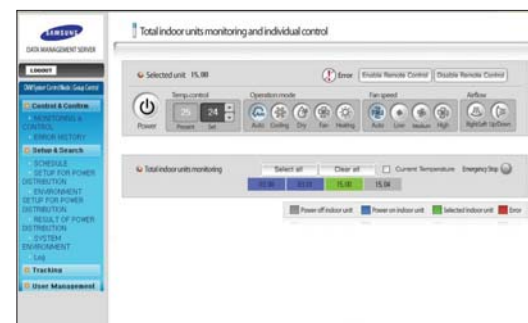 SAMSUNG
DATA MANAGEMENT SERVER
LOGOUT
Control & Confirm
MONITORING & CONTROL
ERROR HISTORY
Setup & Search
SCHEDULE
SETUP FOR POWER DISTRIBUTION
ENVIRONMENT SETUP FOR POWER DISTRIBUTION
RESULT OF POWER DISTRIBUTION
SYSTEM ENVIRONMENT
Log
Tracking
User Management
Total indoor units monitoring and individual control
Selected unit 15.00
Error
Enable Remote Control
Disable Remote Control
Temp.control
Operation mode
Fan speed
Airflow
25
24
Power
Present
Set
Auto
Cooling
Dry
Fan
Heating
Auto
Low
Medium
High
Right/Left
Up/Down
Total indoor units monitoring
Select all
Clear all
Current Temperature
Emergency Stop
15.00
15.04
Power off indoor unit
Power on indoor unit
Selected indoor unit
Error